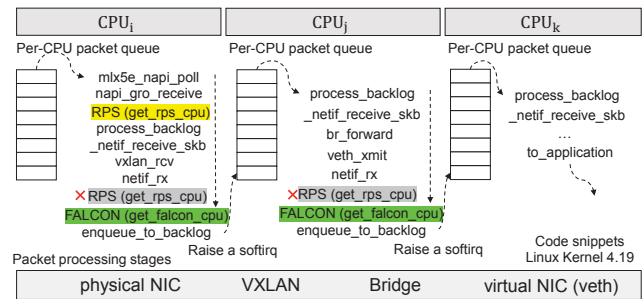 CPUi
CPUj
CPUk
Per-CPU packet queue
mlx5e_napi_poll
napi_gro_receive
RPS (get_rps_cpu)
process_backlog
_netif_receive_skb
vxlan_rcv
netif_rx
×RPS (get_rps_cpu)
FALCON (get_falcon_cpu)
enqueue_to_backlog
Per-CPU packet queue
process_backlog
_netif_receive_skb
br_forward
veth_xmit
netif_rx
×RPS (get_rps_cpu)
FALCON (get_falcon_cpu)
enqueue_to_backlog
Per-CPU packet queue
process_backlog
_netif_receive_skb
...
to_application
Raise a softirq
Raise a softirq
Code snippets
Linux Kernel 4.19
Packet processing stages
physical NIC
VXLAN
Bridge
virtual NIC (veth)